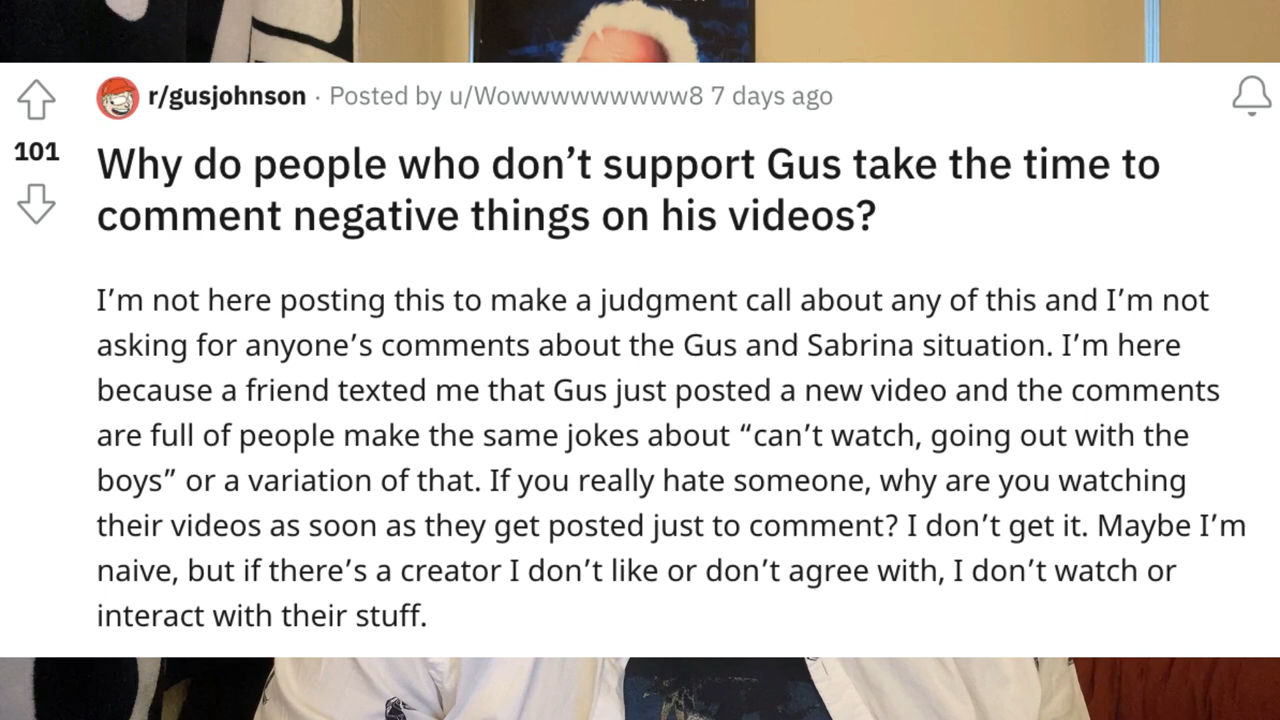 r/gusjohnson · Posted by u/Wowwwwwwwwww8 7 days ago
101
Why do people who don’t support Gus take the time to
comment negative things on his videos?
I’m not here posting this to make a judgment call about any of this and I’m not
asking for anyone’s comments about the Gus and Sabrina situation. I’m here
because a friend texted me that Gus just posted a new video and the comments
are full of people make the same jokes about “can’t watch, going out with the
boys” or a variation of that. If you really hate someone, why are you watching
their videos as soon as they get posted just to comment? I don’t get it. Maybe I’m
naive, but if there’s a creator I don’t like or don’t agree with, I don’t watch or
interact with their stuff.